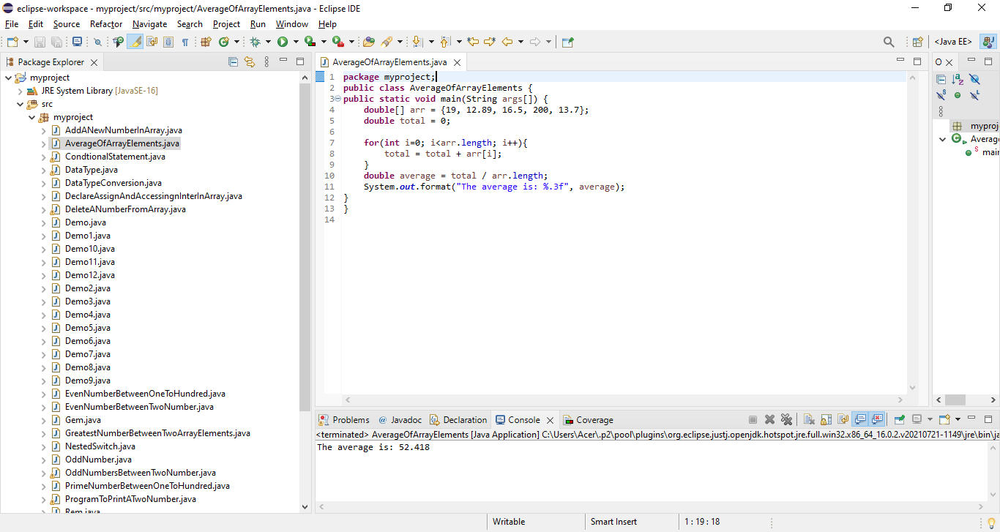 eclipse-workspace - myproject/src/myproject/AverageOfArrayElements.java - Eclipse IDE
File Edit Source Refactor Navigate Search Project Run Window Help
<Java EE>
Package Explorer
myproject
JRE System Library [JavaSE-16]
src
myproject
AddANewNumberInArray.java
AverageOfArrayElements.java
CondtionalStatement.java
DataType.java
DataTypeConversion.java
DeclareAssignAndAccessingnInterInArray.java
DeleteANumberFromArray.java
Demo.java
Demo1.java
Demo10.java
Demo11.java
Demo12.java
Demo2.java
Demo3.java
Demo4.java
Demo5.java
Demo6.java
Demo7.java
Demo8.java
Demo9.java
EvenNumberBetweenOneToHundred.java
EvenNumberBetweenTwoNumber.java
Gem.java
GreatestNumberBetweenTwoArrayElements.java
NestedSwitch.java
OddNumber.java
OddNumbersBetweenTwoNumber.java
PrimeNumberBetweenOneToHundred.java
ProgramToPrintATwoNumber.java
Rem.java
AverageOfArrayElements.java
1 package myproject;
2 public class AverageOfArrayElements {
3 public static void main(String args[]) {
4 double[] arr = {19, 12.89, 16.5, 200, 13.7};
5 double total = 0;
6
7 for(int i=0; i<arr.length; i++){
8 total = total + arr[i];
9 }
10 double average = total / arr.length;
11 System.out.format("The average is: %.3f", average);
12 }
13 }
14
O
myproj
Averag
mair
Problems @ Javadoc Declaration Console Coverage
<terminated> AverageOfArrayElements [Java Application] C:\Users\Acer\.p2\pool\plugins\org.eclipse.justj.openjdk.hotspot.jre.full.win32.x86_64_16.0.2.v20210721-1149\jre\bin\ja
The average is: 52.418
Writable Smart Insert 1 : 19 : 18